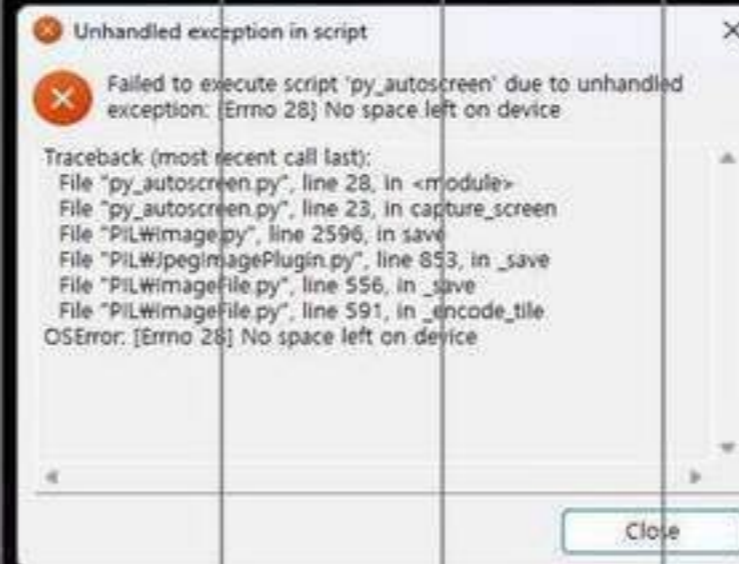 Unhandled exception in script
Failed to execute script 'py_autoscreen' due to unhandled
exception: [Errno 28] No space left on device
Traceback (most recent call last):
File "py_autoscreen.py", line 28, in <module>
File "py_autoscreen.py", line 23, in capture_screen
File "PIL₩Image.py", line 2596, in save
File "PIL₩JpegImagePlugin.py", line 853, in _save
File "PIL₩ImageFile.py", line 556, in _save
File "PIL₩ImageFile.py", line 591, in _encode_tile
OSError: [Errno 28] No space left on device
Close